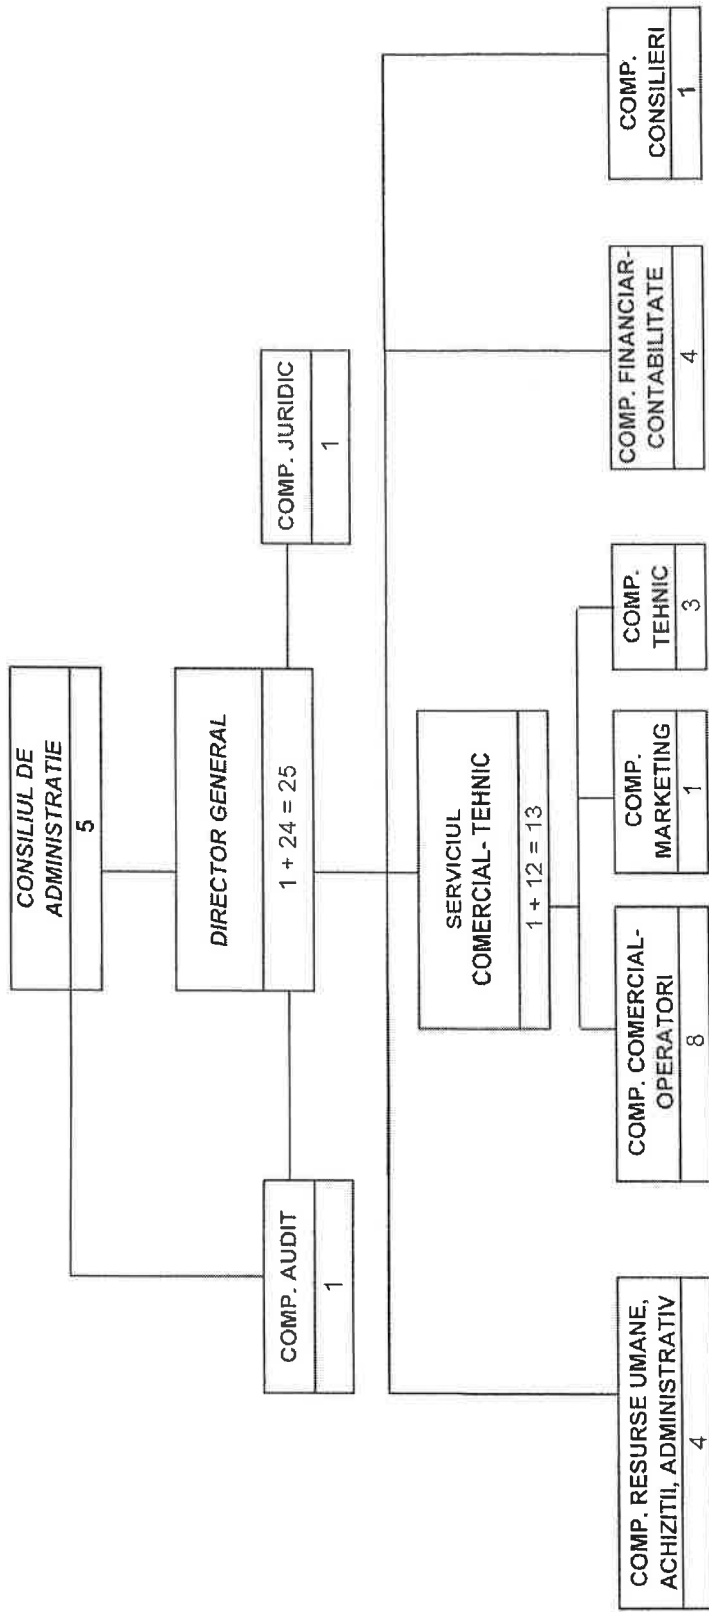 CONSILIUL DE
ADMINISTRATIE
5
DIRECTOR GENERAL
1 + 24 = 25
COMP. AUDIT
1
COMP. JURIDIC
1
SERVICIUL
COMERCIAL- TEHNIC
1 + 12 = 13
COMP. RESURSE UMANE,
ACHIZITII, ADMINISTRATIV
4
COMP. COMERCIAL-
OPERATORI
8
COMP.
MARKETING
1
COMP.
TEHNIC
3
COMP. FINANCIAR-
CONTABILITATE
4
COMP.
CONSILIERI
1